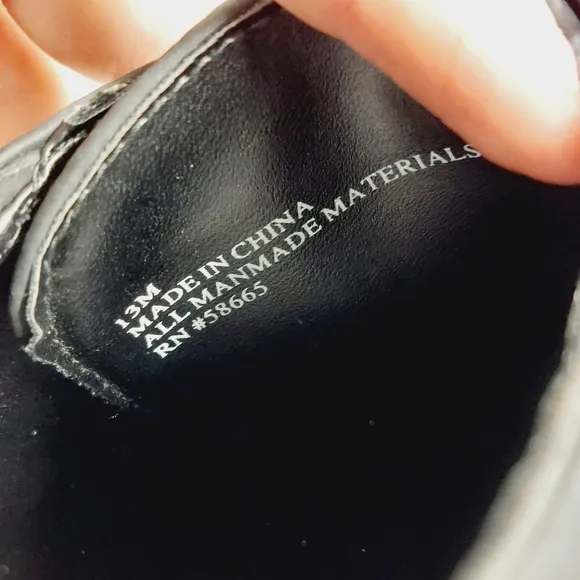 13M
MADE IN CHINA
ALL MANMADE MATERIALS
RN #58665